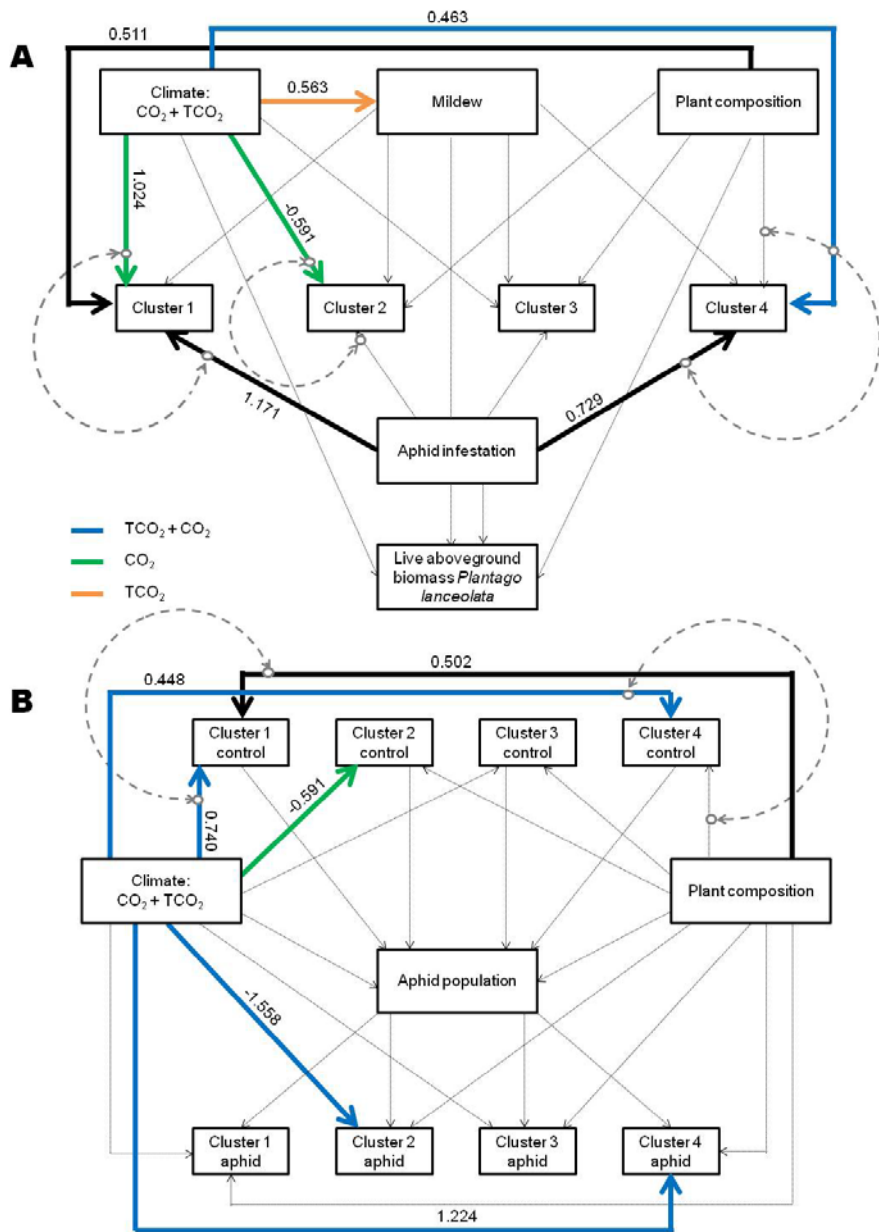 0.511
0.463
A
Climate:
CO₂ + TCO₂
0.563
Mildew
Plant composition
1.024
-0.591
Cluster 1
Cluster 2
Cluster 3
Cluster 4
1.171
0.729
Aphid infestation
TCO₂ + CO₂
CO₂
TCO₂
Live aboveground
biomass Plantago
lanceolata
0.502
0.448
B
Cluster 1
control
Cluster 2
control
Cluster 3
control
Cluster 4
control
-0.591
0.740
Climate:
CO₂ + TCO₂
Plant composition
Aphid population
-1.558
Cluster 1
aphid
Cluster 2
aphid
Cluster 3
aphid
Cluster 4
aphid
1.224